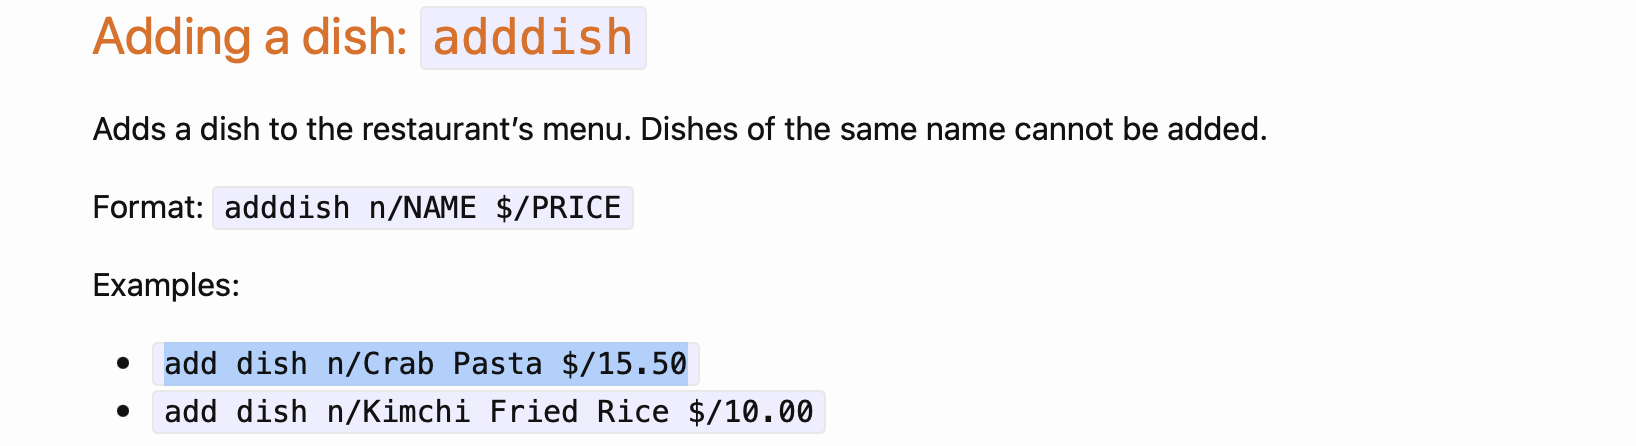 Adding a dish: adddish
Adds a dish to the restaurant’s menu. Dishes of the same name cannot be added.
Format: adddish n/NAME $/PRICE
Examples:
• add dish n/Crab Pasta $/15.50
• add dish n/Kimchi Fried Rice $/10.00